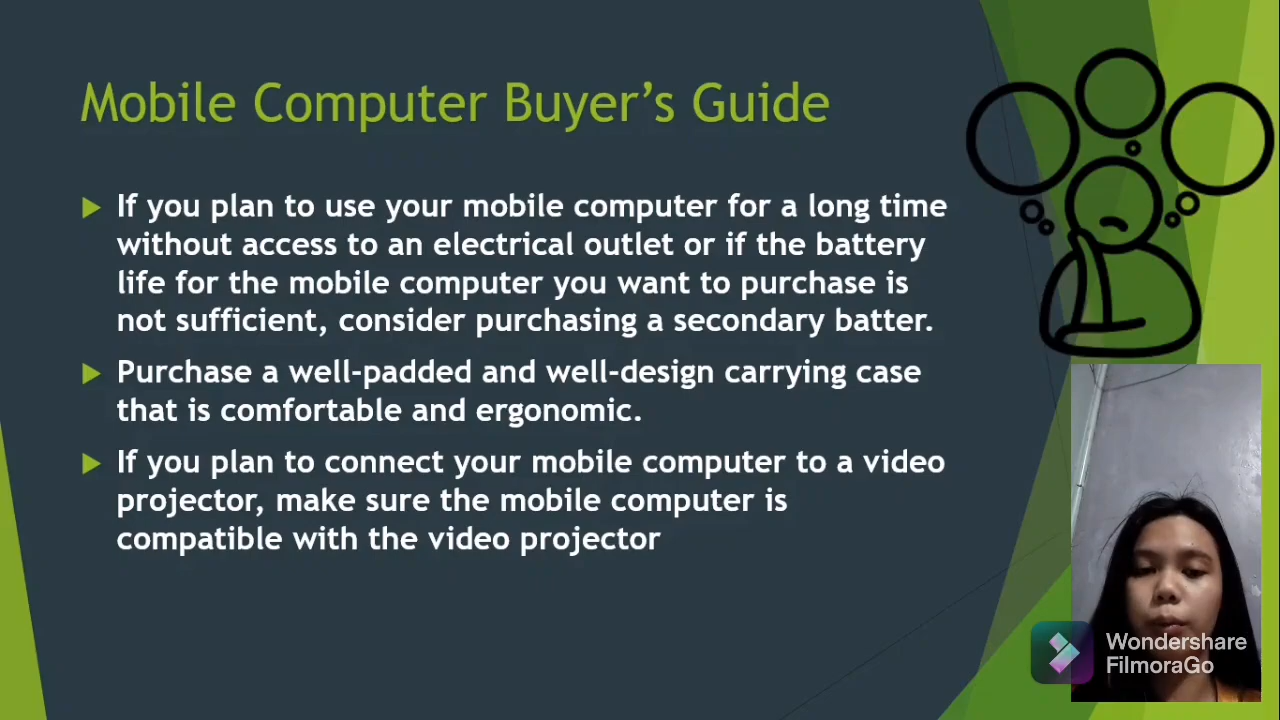 Mobile Computer Buyer’s Guide
If you plan to use your mobile computer for a long time
without access to an electrical outlet or if the battery
life for the mobile computer you want to purchase is
not sufficient, consider purchasing a secondary batter.
Purchase a well-padded and well-design carrying case
that is comfortable and ergonomic.
If you plan to connect your mobile computer to a video
projector, make sure the mobile computer is
compatible with the video projector
Wondershare
FilmoraGo